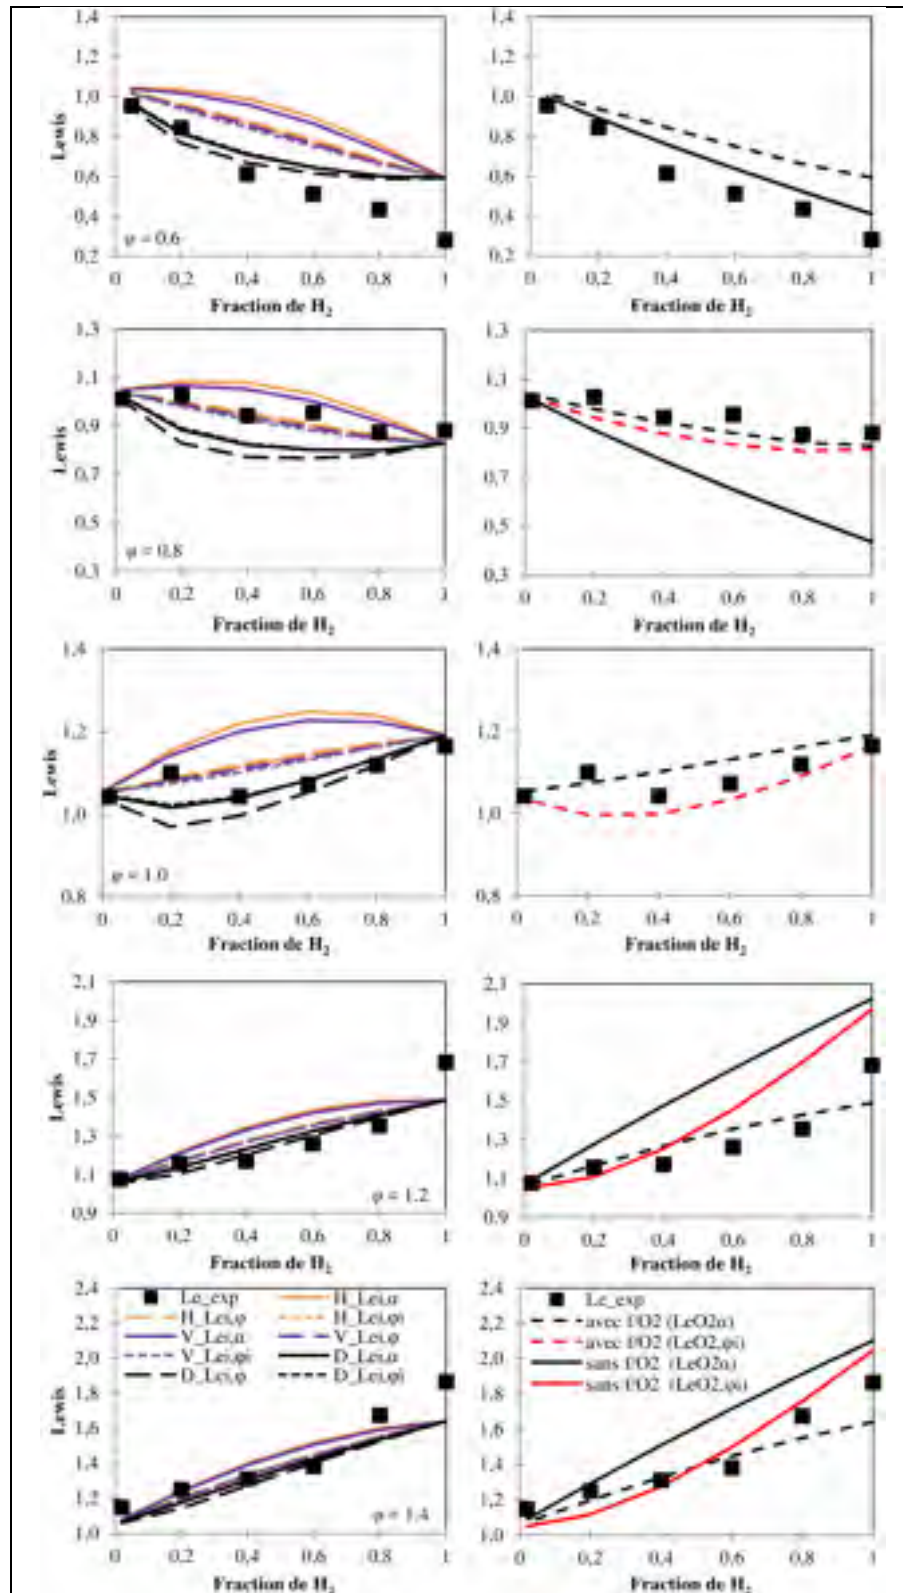 1,4 1,4
1,2 1,2
1,0 1,0
0,8 0,8
0,6 0,6
0,4 0,4
0,2 0,2
Lewis
φ = 0.6
0 0,2 0,4 0,6 0,8 1 0 0,2 0,4 0,6 0,8 1
Fraction de H₂ Fraction de H₂
1,3 1,3
1,1 1,1
0,9 0,9
0,7 0,7
0,5 0,5
0,3 0,3
Lewis
φ = 0.8
0 0,2 0,4 0,6 0,8 1 0 0,2 0,4 0,6 0,8 1
Fraction de H₂ Fraction de H₂
1,4 1,4
1,2 1,2
1,0 1,0
0,8 0,8
Lewis
φ = 1.0
0 0,2 0,4 0,6 0,8 1 0 0,2 0,4 0,6 0,8 1
Fraction de H₂ Fraction de H₂
2,1 2,1
1,9 1,9
1,7 1,7
1,5 1,5
1,3 1,3
1,1 1,1
0,9 0,9
Lewis
φ = 1.2
0 0,2 0,4 0,6 0,8 1 0 0,2 0,4 0,6 0,8 1
Fraction de H₂ Fraction de H₂
2,4 2,4
2,2 2,2
2,0 2,0
1,8 1,8
1,6 1,6
1,4 1,4
1,2 1,2
1,0 1,0
Lewis
Le_exp H_Lei,α
H_Lei,φ H_Lei,φi
V_Lei,α V_Lei,φ
V_Lei,φi D_Lei,α
D_Lei,φ D_Lei,φi
φ = 1.4
Le_exp
avec f/O2 (LeO2α)
avec f/O2 (LeO2,φi)
sans f/O2 (LeO2α)
sans f/O2 (LeO2,φi)
0 0,2 0,4 0,6 0,8 1 0 0,2 0,4 0,6 0,8 1
Fraction de H₂ Fraction de H₂